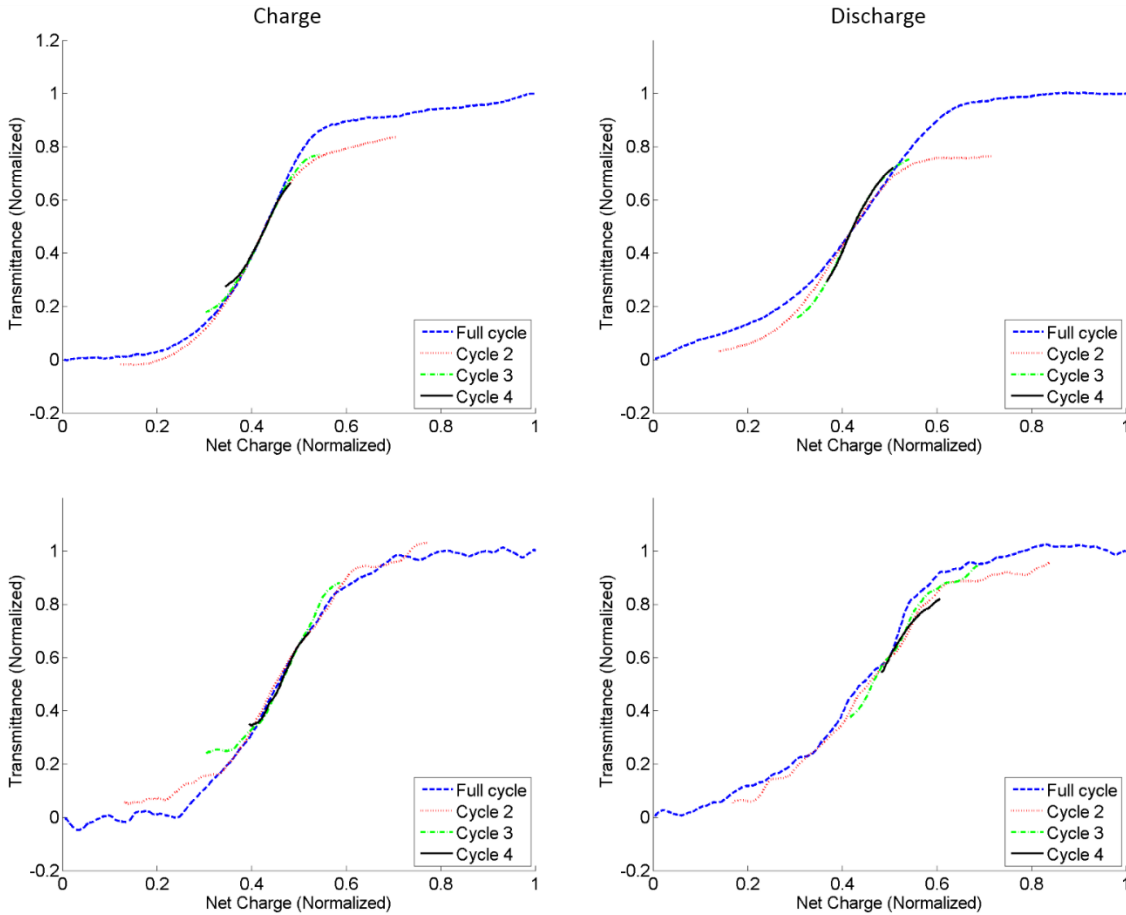 Charge
Discharge
1.2
1
0.8
0.6
0.4
0.2
0
-0.2
Transmittance (Normalized)
0 0.2 0.4 0.6 0.8 1
Net Charge (Normalized)
Full cycle
Cycle 2
Cycle 3
Cycle 4
1.2
1
0.8
0.6
0.4
0.2
0
-0.2
Transmittance (Normalized)
0 0.2 0.4 0.6 0.8 1
Net Charge (Normalized)
Full cycle
Cycle 2
Cycle 3
Cycle 4
1
0.8
0.6
0.4
0.2
0
-0.2
Transmittance (Normalized)
0 0.2 0.4 0.6 0.8 1
Net Charge (Normalized)
Full cycle
Cycle 2
Cycle 3
Cycle 4
1
0.8
0.6
0.4
0.2
0
-0.2
Transmittance (Normalized)
0 0.2 0.4 0.6 0.8 1
Net Charge (Normalized)
Full cycle
Cycle 2
Cycle 3
Cycle 4